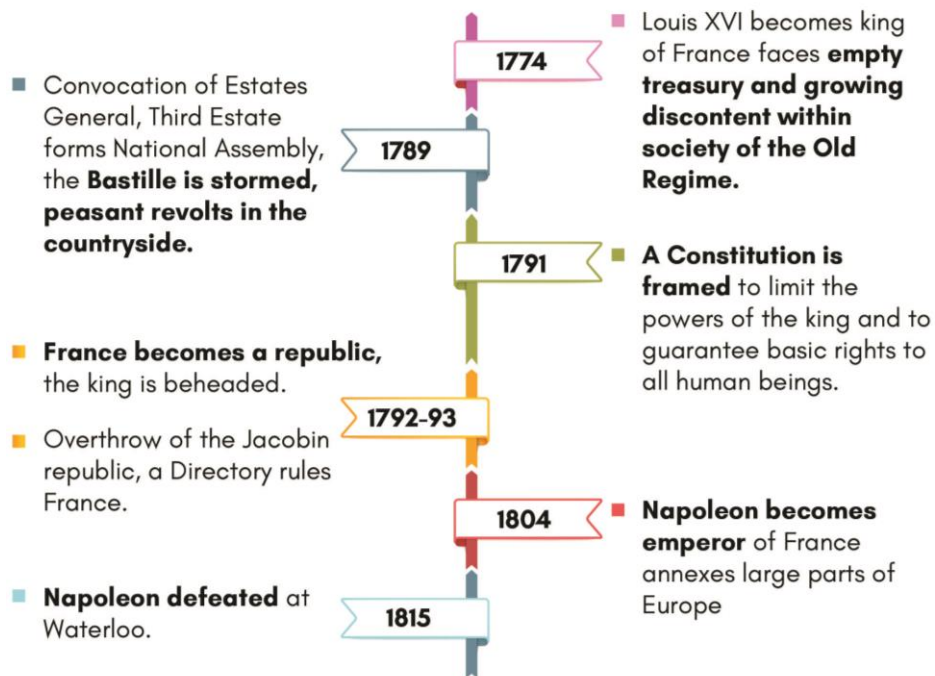 1774
Louis XVI becomes king
of France faces empty
treasury and growing
discontent within
society of the Old
Regime.
Convocation of Estates
General, Third Estate
forms National Assembly,
the Bastille is stormed,
peasant revolts in the
countryside.
1789
1791
A Constitution is
framed to limit the
powers of the king and to
guarantee basic rights to
all human beings.
France becomes a republic,
the king is beheaded.
1792-93
Overthrow of the Jacobin
republic, a Directory rules
France.
1804
Napoleon becomes
emperor of France
annexes large parts of
Europe
Napoleon defeated at
Waterloo.
1815